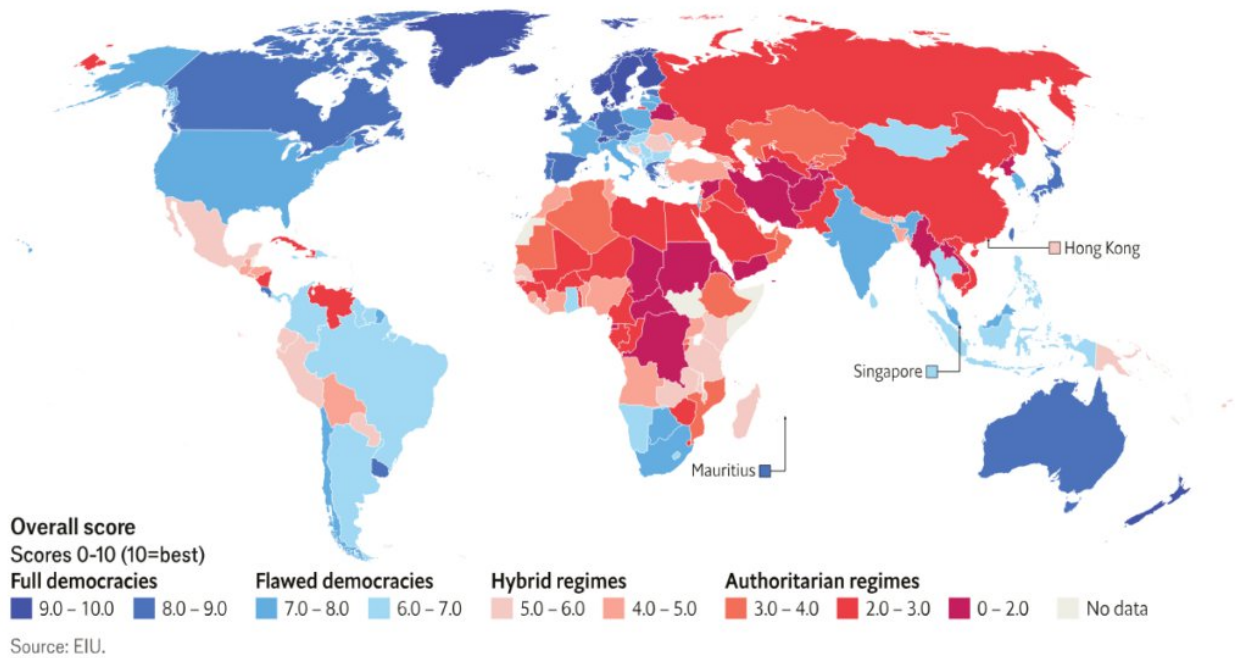 Hong Kong
Singapore
Mauritius
Overall score
Scores 0-10 (10=best)
Full democracies Flawed democracies Hybrid regimes Authoritarian regimes
9.0 – 10.0 8.0 – 9.0 7.0 – 8.0 6.0 – 7.0 5.0 – 6.0 4.0 – 5.0 3.0 – 4.0 2.0 – 3.0 0 – 2.0 No data
Source: EIU.